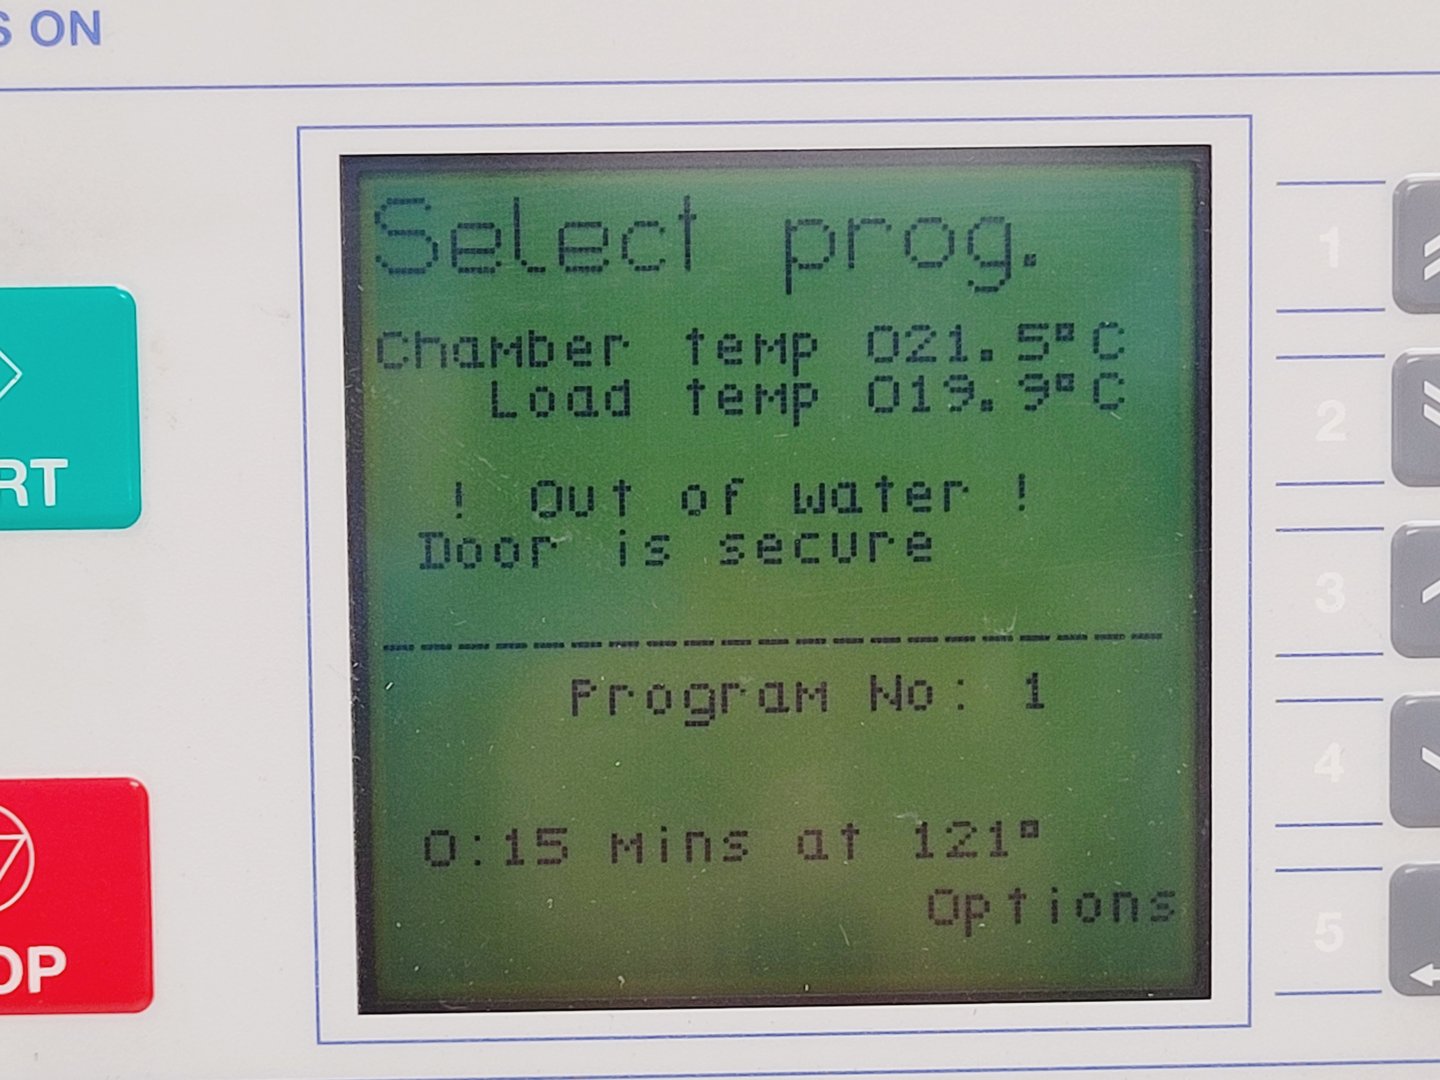 S ON
Select prog.
Chamber temp 021.5°C
Load temp 019.9°C
! Out of water !
Door is secure
--------------------- 
Program No: 1
0:15 mins at 121°
Options
RT
OP
1
2
3
4
5